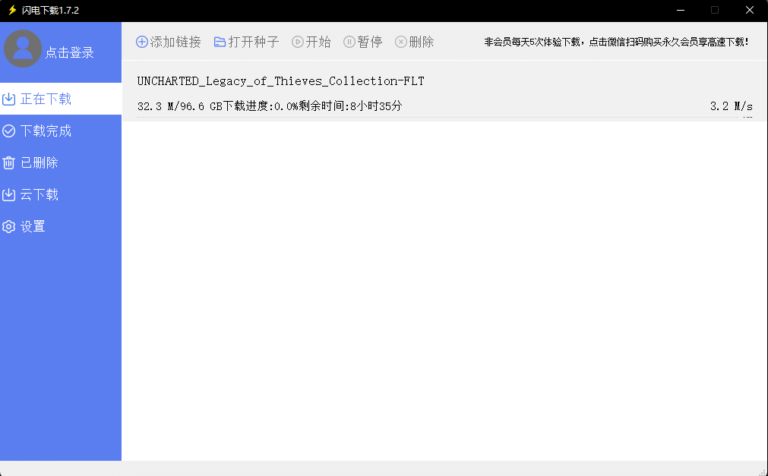 闪电下载1.7.2
点击登录
添加链接 打开种子 开始 暂停 删除 非会员每天5次体验下载，点击微信扫码购买永久会员享高速下载！
正在下载
下载完成
已删除
云下载
设置
UNCHARTED_Legacy_of_Thieves_Collection-FLT
32.3 M/96.6 GB下载进度:0.0%剩余时间:8小时35分 3.2 M/s